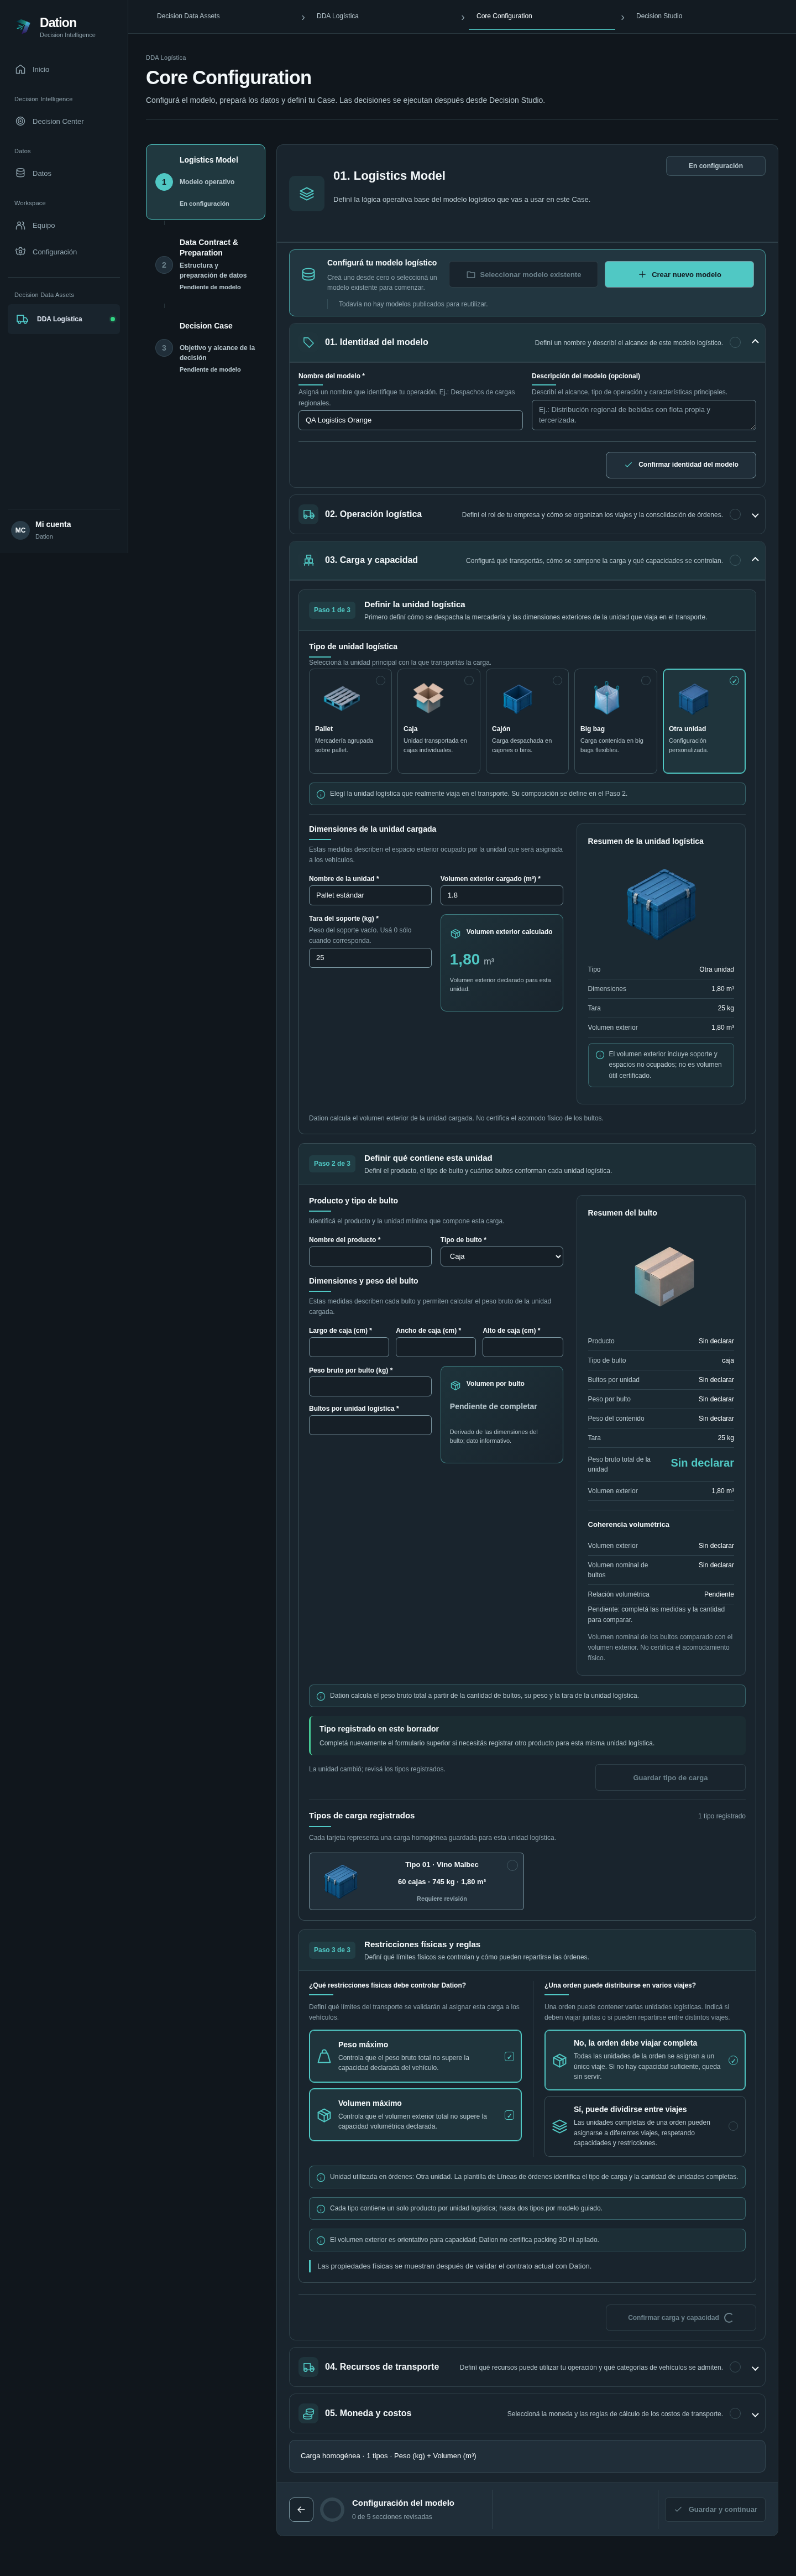 Dation
Decision Intelligence
Inicio
Decision Intelligence
Decision Center
Datos
Datos
Workspace
Equipo
Configuración
Decision Data Assets
DDA Logística
MC
Mi cuenta
Dation
Decision Data Assets
DDA Logística
Core Configuration
Decision Studio
DDA Logística
Core Configuration
Configurá el modelo, prepará los datos y definí tu Case. Las decisiones se ejecutan después desde Decision Studio.
Logistics Model
1
Modelo operativo
En configuración
Data Contract &
Preparation
2
Estructura y
preparación de datos
Pendiente de modelo
Decision Case
3
Objetivo y alcance de la
decisión
Pendiente de modelo
01. Logistics Model
Definí la lógica operativa base del modelo logístico que vas a usar en este Case.
En configuración
Configurá tu modelo logístico
Creá uno desde cero o seleccioná un
modelo existente para comenzar.
Seleccionar modelo existente
Crear nuevo modelo
Todavía no hay modelos publicados para reutilizar.
01. Identidad del modelo
Definí un nombre y describí el alcance de este modelo logístico.
Nombre del modelo *
Asigná un nombre que identifique tu operación. Ej.: Despachos de cargas
regionales.
QA Logistics Orange
Descripción del modelo (opcional)
Describí el alcance, tipo de operación y características principales.
Ej.: Distribución regional de bebidas con flota propia y
tercerizada.
Confirmar identidad del modelo
02. Operación logística
Definí el rol de tu empresa y cómo se organizan los viajes y la consolidación de órdenes.
03. Carga y capacidad
Configurá qué transportás, cómo se compone la carga y qué capacidades se controlan.
Paso 1 de 3
Definir la unidad logística
Primero definí cómo se despacha la mercadería y las dimensiones exteriores de la unidad que viaja en el transporte.
Tipo de unidad logística
Seleccioná la unidad principal con la que transportás la carga.
Pallet
Mercadería agrupada
sobre pallet.
Caja
Unidad transportada en
cajas individuales.
Cajón
Carga despachada en
cajones o bins.
Big bag
Carga contenida en big
bags flexibles.
Otra unidad
Configuración
personalizada.
Elegí la unidad logística que realmente viaja en el transporte. Su composición se define en el Paso 2.
Dimensiones de la unidad cargada
Estas medidas describen el espacio exterior ocupado por la unidad que será asignada
a los vehículos.
Nombre de la unidad *
Pallet estándar
Volumen exterior cargado (m³) *
1.8
Tara del soporte (kg) *
Peso del soporte vacío. Usá 0 sólo
cuando corresponda.
25
Volumen exterior calculado
1,80 m³
Volumen exterior declarado para esta
unidad.
Resumen de la unidad logística
Tipo Otra unidad
Dimensiones 1,80 m³
Tara 25 kg
Volumen exterior 1,80 m³
El volumen exterior incluye soporte y
espacios no ocupados; no es volumen
útil certificado.
Dation calcula el volumen exterior de la unidad cargada. No certifica el acomodo físico de los bultos.
Paso 2 de 3
Definir qué contiene esta unidad
Definí el producto, el tipo de bulto y cuántos bultos conforman cada unidad logística.
Producto y tipo de bulto
Identificá el producto y la unidad mínima que compone esta carga.
Nombre del producto *
Tipo de bulto *
Caja
Dimensiones y peso del bulto
Estas medidas describen cada bulto y permiten calcular el peso bruto de la unidad
cargada.
Largo de caja (cm) *
Ancho de caja (cm) *
Alto de caja (cm) *
Peso bruto por bulto (kg) *
Bultos por unidad logística *
Volumen por bulto
Pendiente de completar
Derivado de las dimensiones del
bulto; dato informativo.
Resumen del bulto
Producto Sin declarar
Tipo de bulto caja
Bultos por unidad Sin declarar
Peso por bulto Sin declarar
Peso del contenido Sin declarar
Tara 25 kg
Peso bruto total de la
unidad
Sin declarar
Volumen exterior 1,80 m³
Coherencia volumétrica
Volumen exterior Sin declarar
Volumen nominal de
bultos
Sin declarar
Relación volumétrica Pendiente
Pendiente: completá las medidas y la cantidad
para comparar.
Volumen nominal de los bultos comparado con el
volumen exterior. No certifica el acomodamiento
físico.
Dation calcula el peso bruto total a partir de la cantidad de bultos, su peso y la tara de la unidad logística.
Tipo registrado en este borrador
Completá nuevamente el formulario superior si necesitás registrar otro producto para esta misma unidad logística.
La unidad cambió; revisá los tipos registrados.
Guardar tipo de carga
Tipos de carga registrados
1 tipo registrado
Cada tarjeta representa una carga homogénea guardada para esta unidad logística.
Tipo 01 · Vino Malbec
60 cajas · 745 kg · 1,80 m³
Requiere revisión
Paso 3 de 3
Restricciones físicas y reglas
Definí qué límites físicos se controlan y cómo pueden repartirse las órdenes.
¿Qué restricciones físicas debe controlar Dation?
Definí qué límites del transporte se validarán al asignar esta carga a los
vehículos.
Peso máximo
Controla que el peso bruto total no supere la
capacidad declarada del vehículo.
Volumen máximo
Controla que el volumen exterior total no supere la
capacidad volumétrica declarada.
¿Una orden puede distribuirse en varios viajes?
Una orden puede contener varias unidades logísticas. Indicá si
deben viajar juntas o si pueden repartirse entre distintos viajes.
No, la orden debe viajar completa
Todas las unidades de la orden se asignan a un
único viaje. Si no hay capacidad suficiente, queda
sin servir.
Sí, puede dividirse entre viajes
Las unidades completas de una orden pueden
asignarse a diferentes viajes, respetando
capacidades y restricciones.
Unidad utilizada en órdenes: Otra unidad. La plantilla de Líneas de órdenes identifica el tipo de carga y la cantidad de unidades completas.
Cada tipo contiene un solo producto por unidad logística; hasta dos tipos por modelo guiado.
El volumen exterior es orientativo para capacidad; Dation no certifica packing 3D ni apilado.
Las propiedades físicas se muestran después de validar el contrato actual con Dation.
Confirmar carga y capacidad
04. Recursos de transporte
Definí qué recursos puede utilizar tu operación y qué categorías de vehículos se admiten.
05. Moneda y costos
Seleccioná la moneda y las reglas de cálculo de los costos de transporte.
Carga homogénea · 1 tipos · Peso (kg) + Volumen (m³)
Configuración del modelo
0 de 5 secciones revisadas
Guardar y continuar